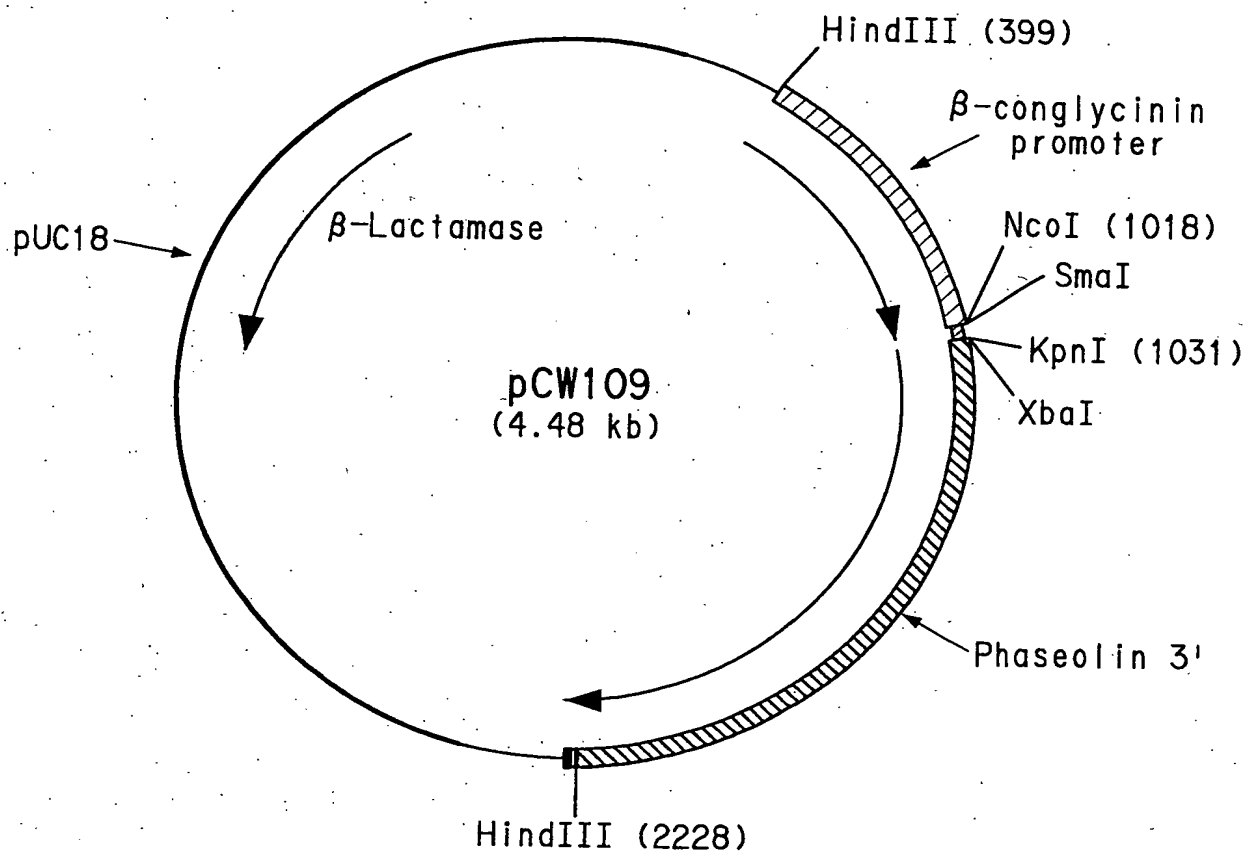 HindIII (399)
β-conglycinin
promoter
NcoI (1018)
SmaI
β-Lactamase
pUC18
KpnI (1031)
pCW109
(4.48 kb)
XbaI
Phaseolin 3'
HindIII (2228)